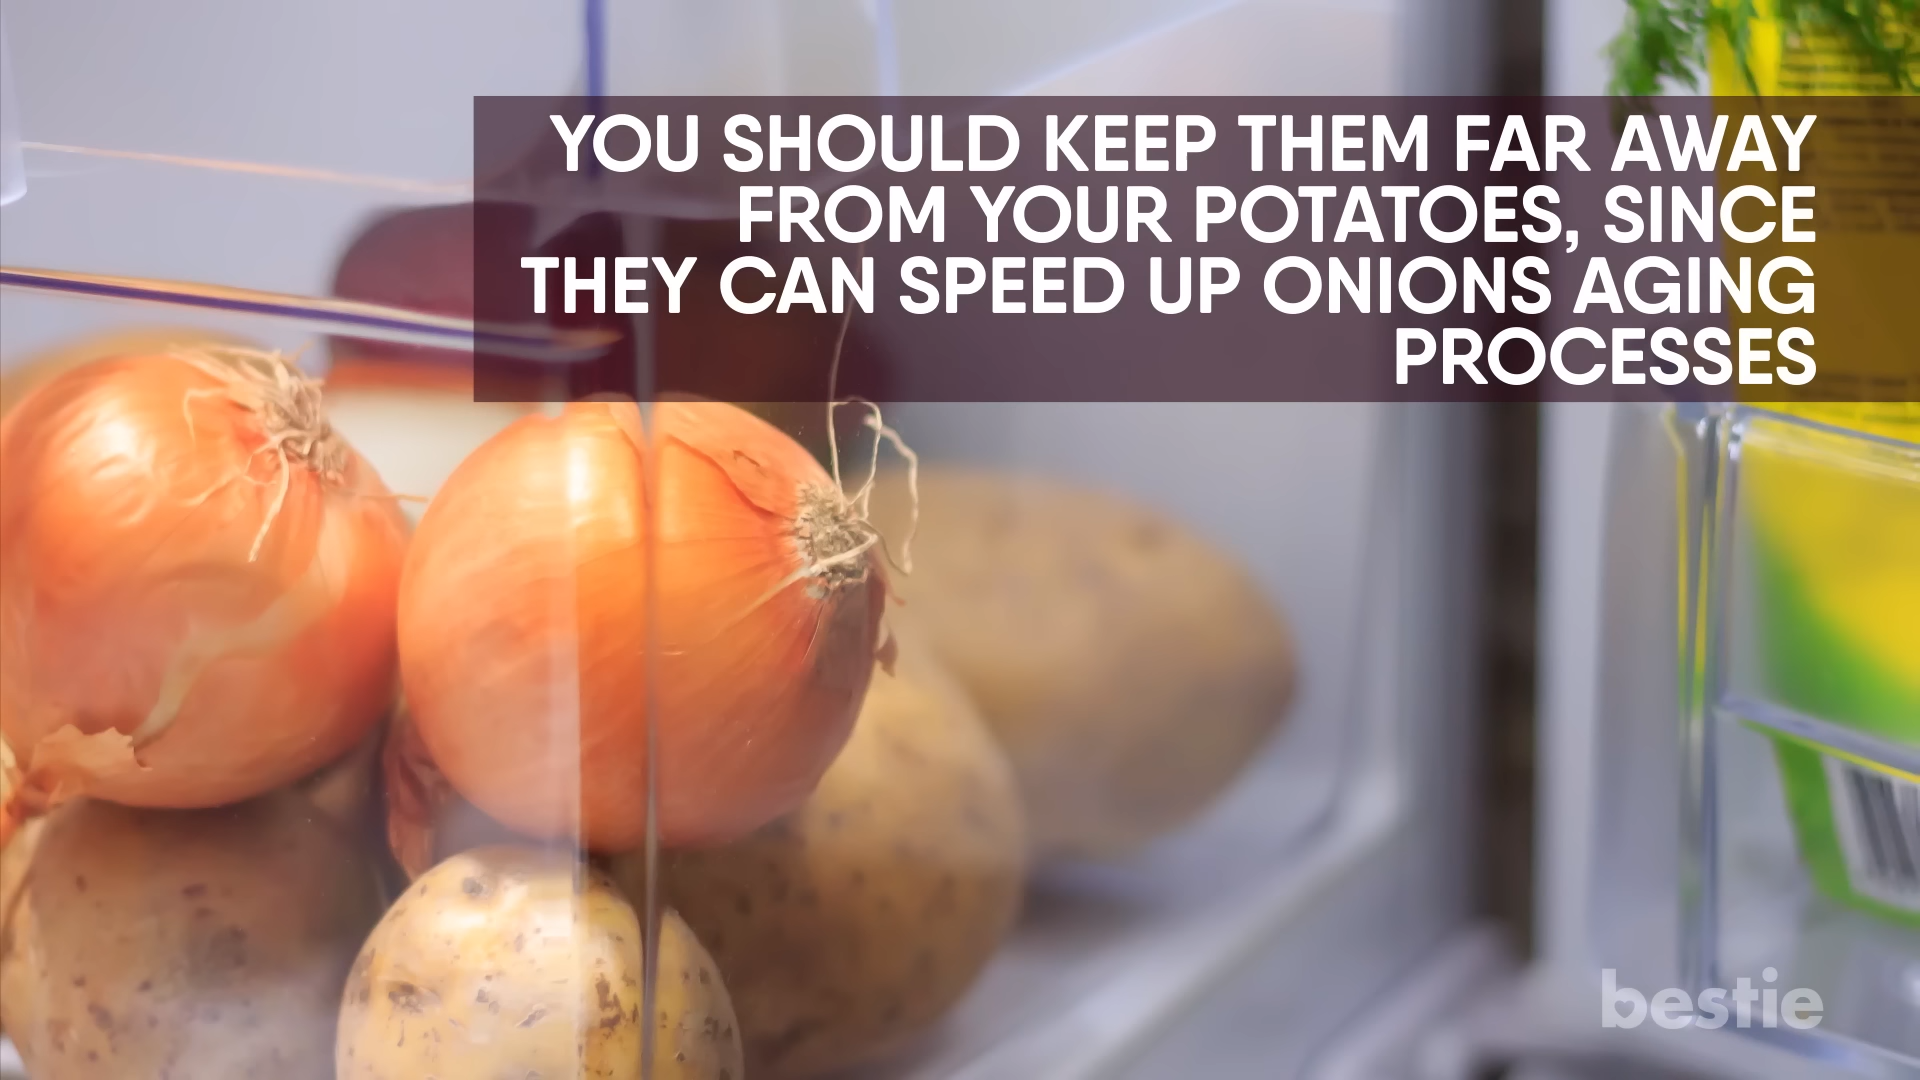 YOU SHOULD KEEP THEM FAR AWAY
FROM YOUR POTATOES, SINCE
THEY CAN SPEED UP ONIONS AGING
PROCESSES
bestie